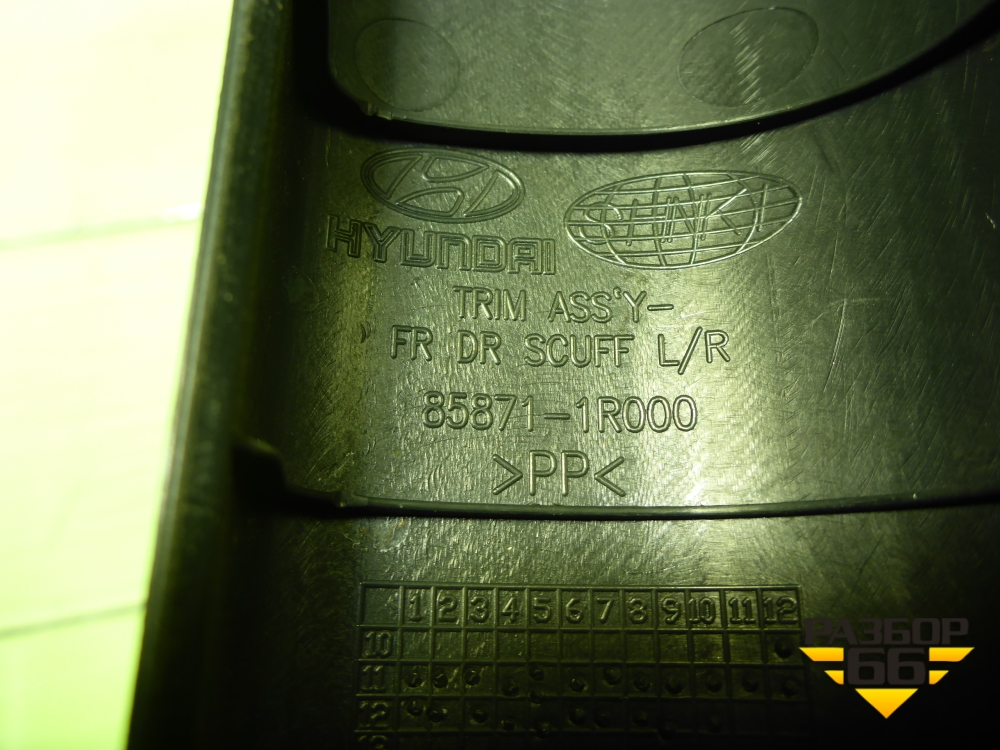 HYUNDAI
TRIM ASS'Y-
FR DR SCUFF L/R
85871-1R000
>PP<
1 2 3 4 5 6 7 8 9 10 11 12
10
11
12
РАЗБОР
66